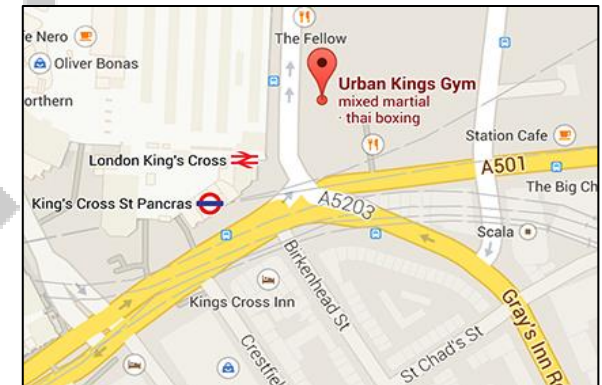 e Nero
The Fellow
Oliver Bonas
orthern
Urban Kings Gym
mixed martial
· thai boxing
Station Cafe
London King's Cross
A501
The Big Ch
King's Cross St Pancras
A5203
Scala
Birkenhead St
Kings Cross Inn
Gray's Inn R
St Chad's St
Crestfiel